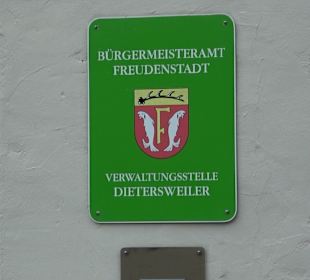 BÜRGERMEISTERAMT
FREUDENSTADT
F
VERWALTUNGSSTELLE
DIETERSWEILER